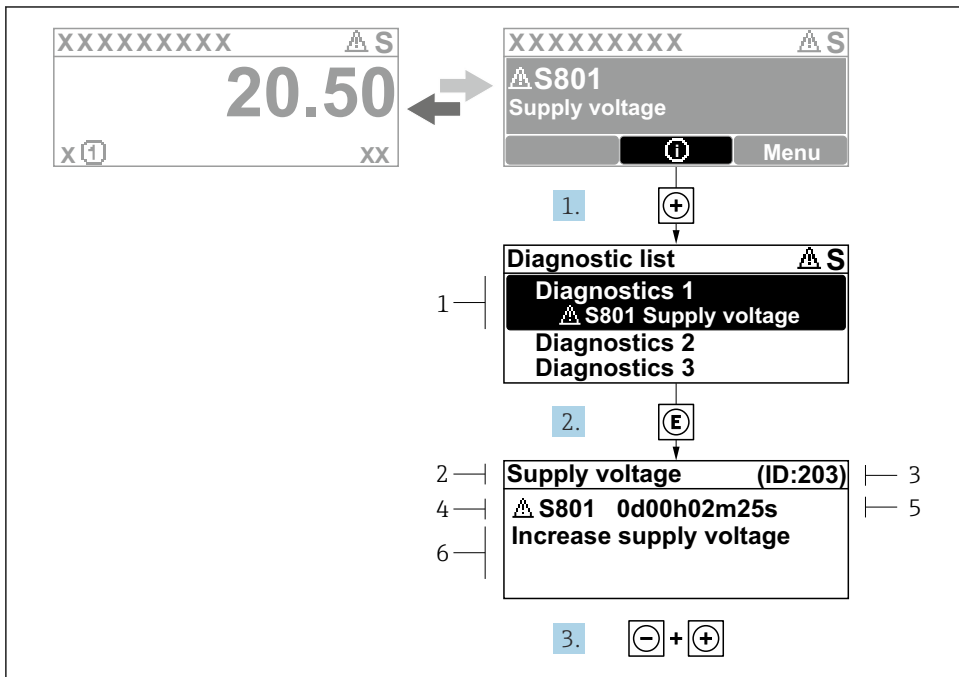 XXXXXXXXX ⚠ S
20.50
X ① XX
XXXXXXXXX ⚠ S
⚠ S801
Supply voltage
ⓘ Menu
1. ⊕
Diagnostic list ⚠ S
1
Diagnostics 1
⚠ S801 Supply voltage
Diagnostics 2
Diagnostics 3
2. Ⓔ
2 Supply voltage (ID:203) 3
4 ⚠ S801 0d00h02m25s 5
6 Increase supply voltage
3. ⊖ + ⊕